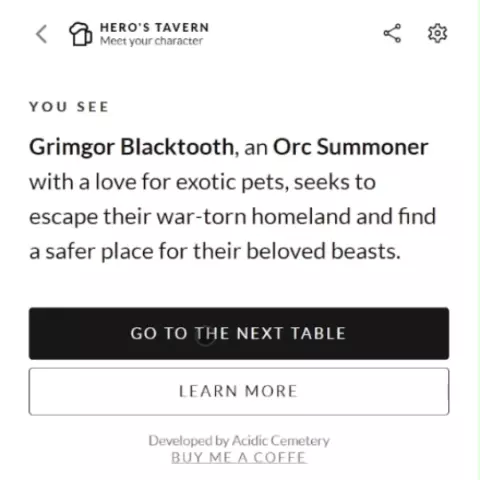 HERO'S TAVERN
Meet your character
YOU SEE
Grimgor Blacktooth, an Orc Summoner
with a love for exotic pets, seeks to
escape their war-torn homeland and find
a safer place for their beloved beasts.
GO TO THE NEXT TABLE
LEARN MORE
Developed by Acidic Cemetery
BUY ME A COFFE